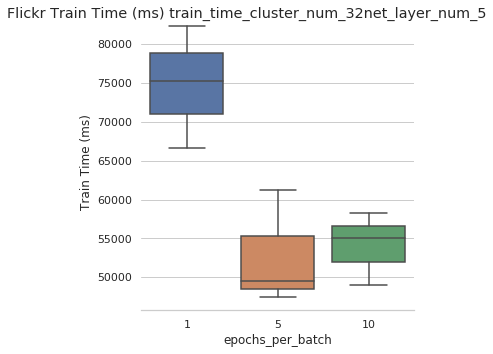 Flickr Train Time (ms) train_time_cluster_num_32net_layer_num_5
80000
75000
70000
65000
60000
55000
50000
Train Time (ms)
1 5 10
epochs_per_batch